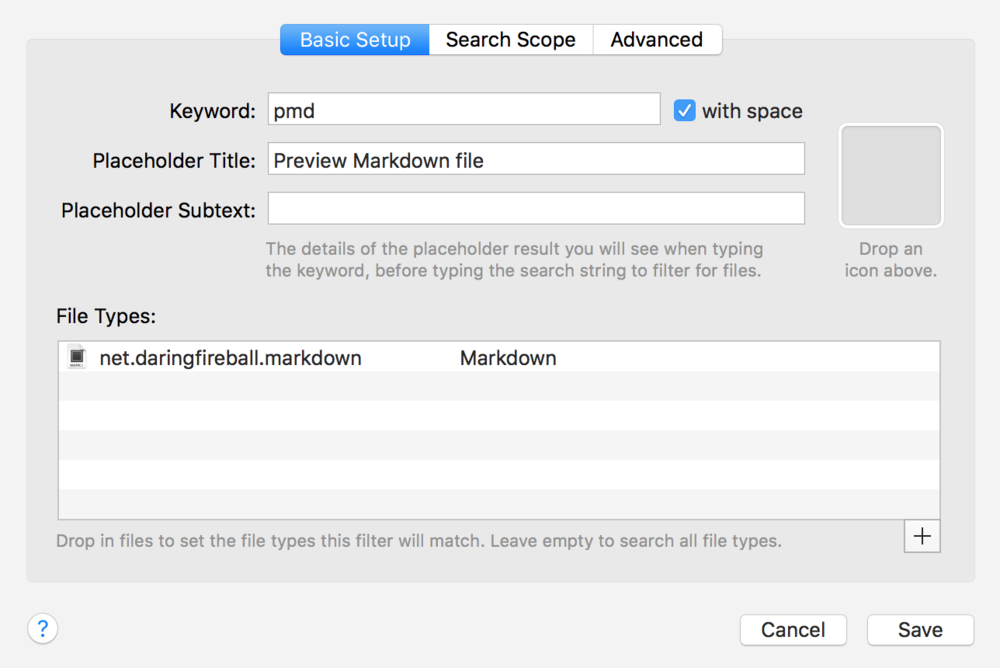 Basic Setup Search Scope Advanced
Keyword: pmd with space
Placeholder Title: Preview Markdown file
Placeholder Subtext:
The details of the placeholder result you will see when typing
the keyword, before typing the search string to filter for files.
Drop an
icon above.
File Types:
net.daringfireball.markdown Markdown
Drop in files to set the file types this filter will match. Leave empty to search all file types.
+
? Cancel Save